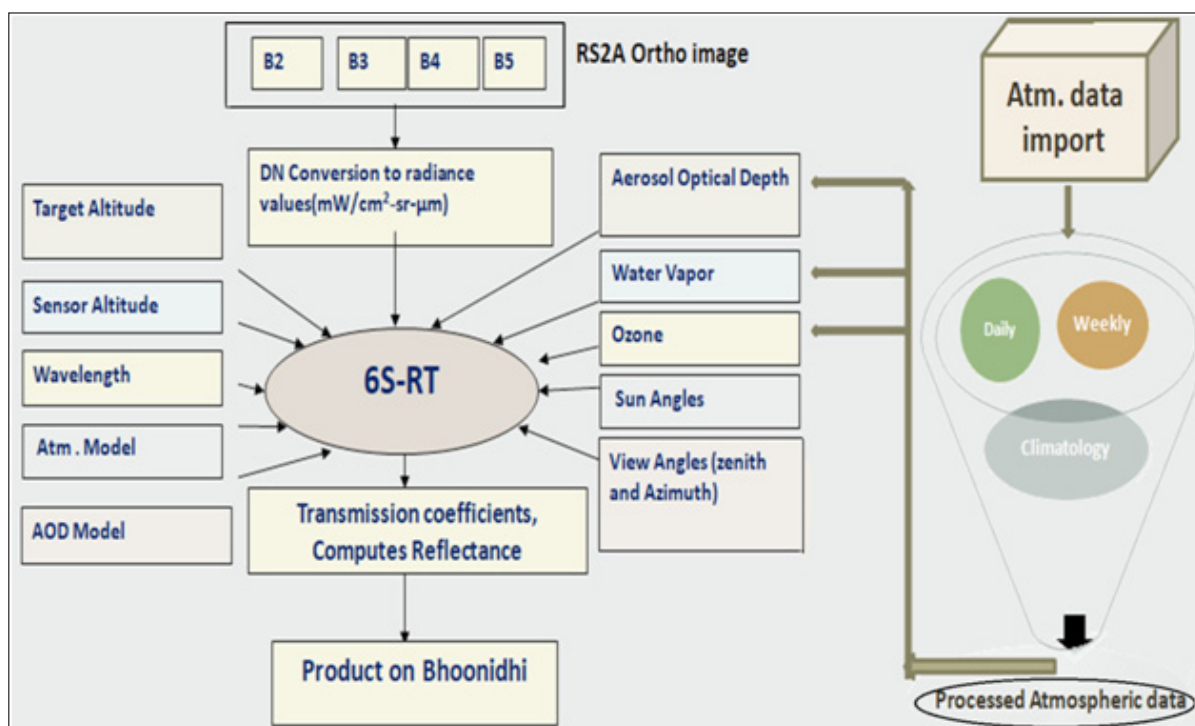 B2 B3 B4 B5
RS2A Ortho image
DN Conversion to radiance
values(mW/cm²-sr-µm)
Target Altitude
Sensor Altitude
Wavelength
Atm . Model
AOD Model
6S-RT
Aerosol Optical Depth
Water Vapor
Ozone
Sun Angles
View Angles (zenith
and Azimuth)
Transmission coefficients,
Computes Reflectance
Product on Bhoonidhi
Atm. data
import
Daily
Weekly
Climatology
Processed Atmospheric data